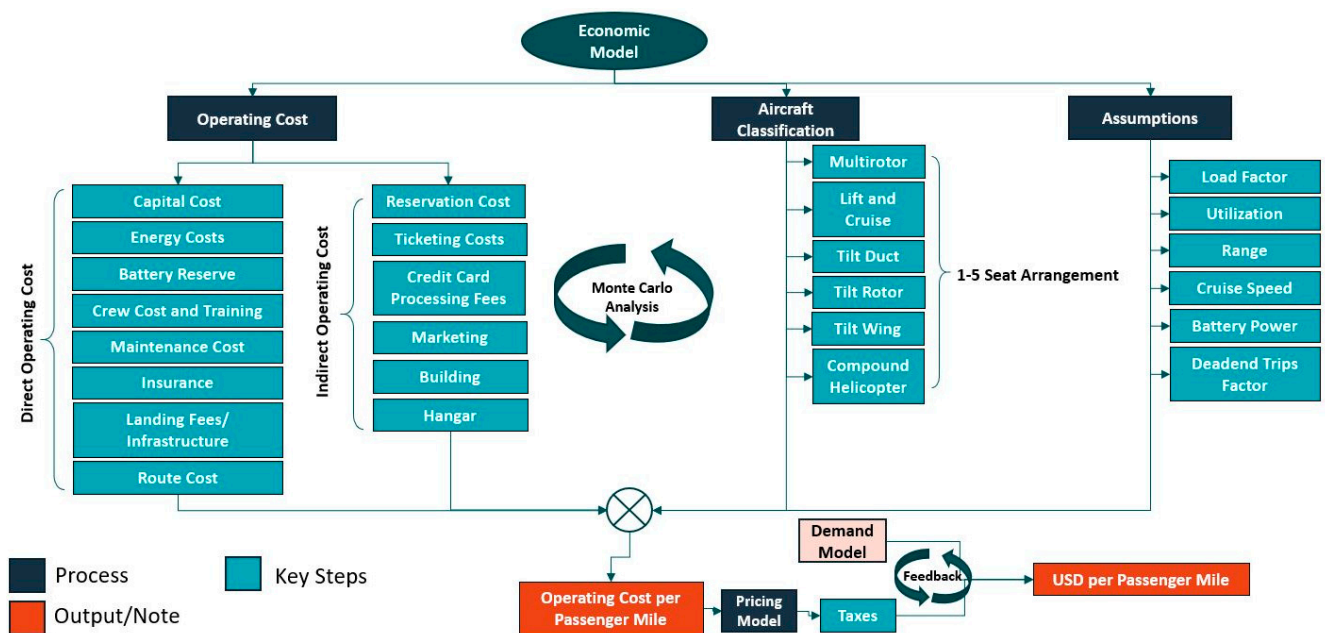 Economic
Model
Operating Cost
Aircraft
Classification
Assumptions
Direct Operating Cost
Capital Cost
Energy Costs
Battery Reserve
Crew Cost and Training
Maintenance Cost
Insurance
Landing Fees/
Infrastructure
Route Cost
Indirect Operating Cost
Reservation Cost
Ticketing Costs
Credit Card
Processing Fees
Marketing
Building
Hangar
Monte Carlo
Analysis
Multirotor
Lift and
Cruise
Tilt Duct
Tilt Rotor
Tilt Wing
Compound
Helicopter
1-5 Seat Arrangement
Load Factor
Utilization
Range
Cruise Speed
Battery Power
Deadend Trips
Factor
Process
Key Steps
Output/Note
Operating Cost per
Passenger Mile
Pricing
Model
Taxes
Demand
Model
Feedback
USD per Passenger Mile